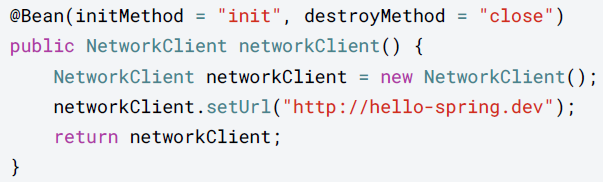 @Bean(initMethod = "init", destroyMethod = "close")
public NetworkClient networkClient() {
    NetworkClient networkClient = new NetworkClient();
    networkClient.setUrl("http://hello-spring.dev");
    return networkClient;
}